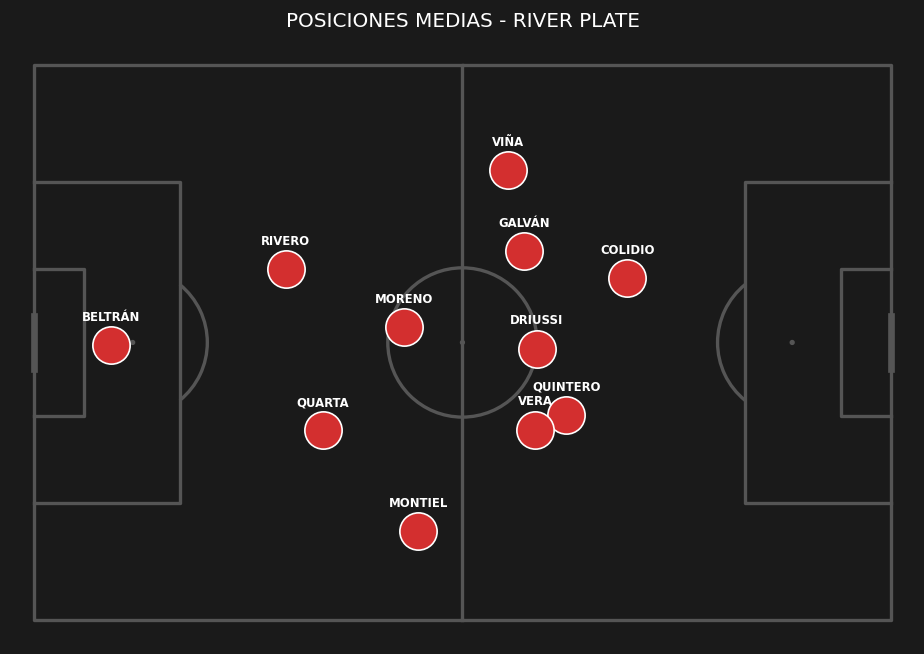 POSICIONES MEDIAS - RIVER PLATE
VIÑA
GALVÁN
RIVERO
COLIDIO
MORENO
BELTRÁN
DRIUSSI
QUINTERO
VERA
QUARTA
MONTIEL